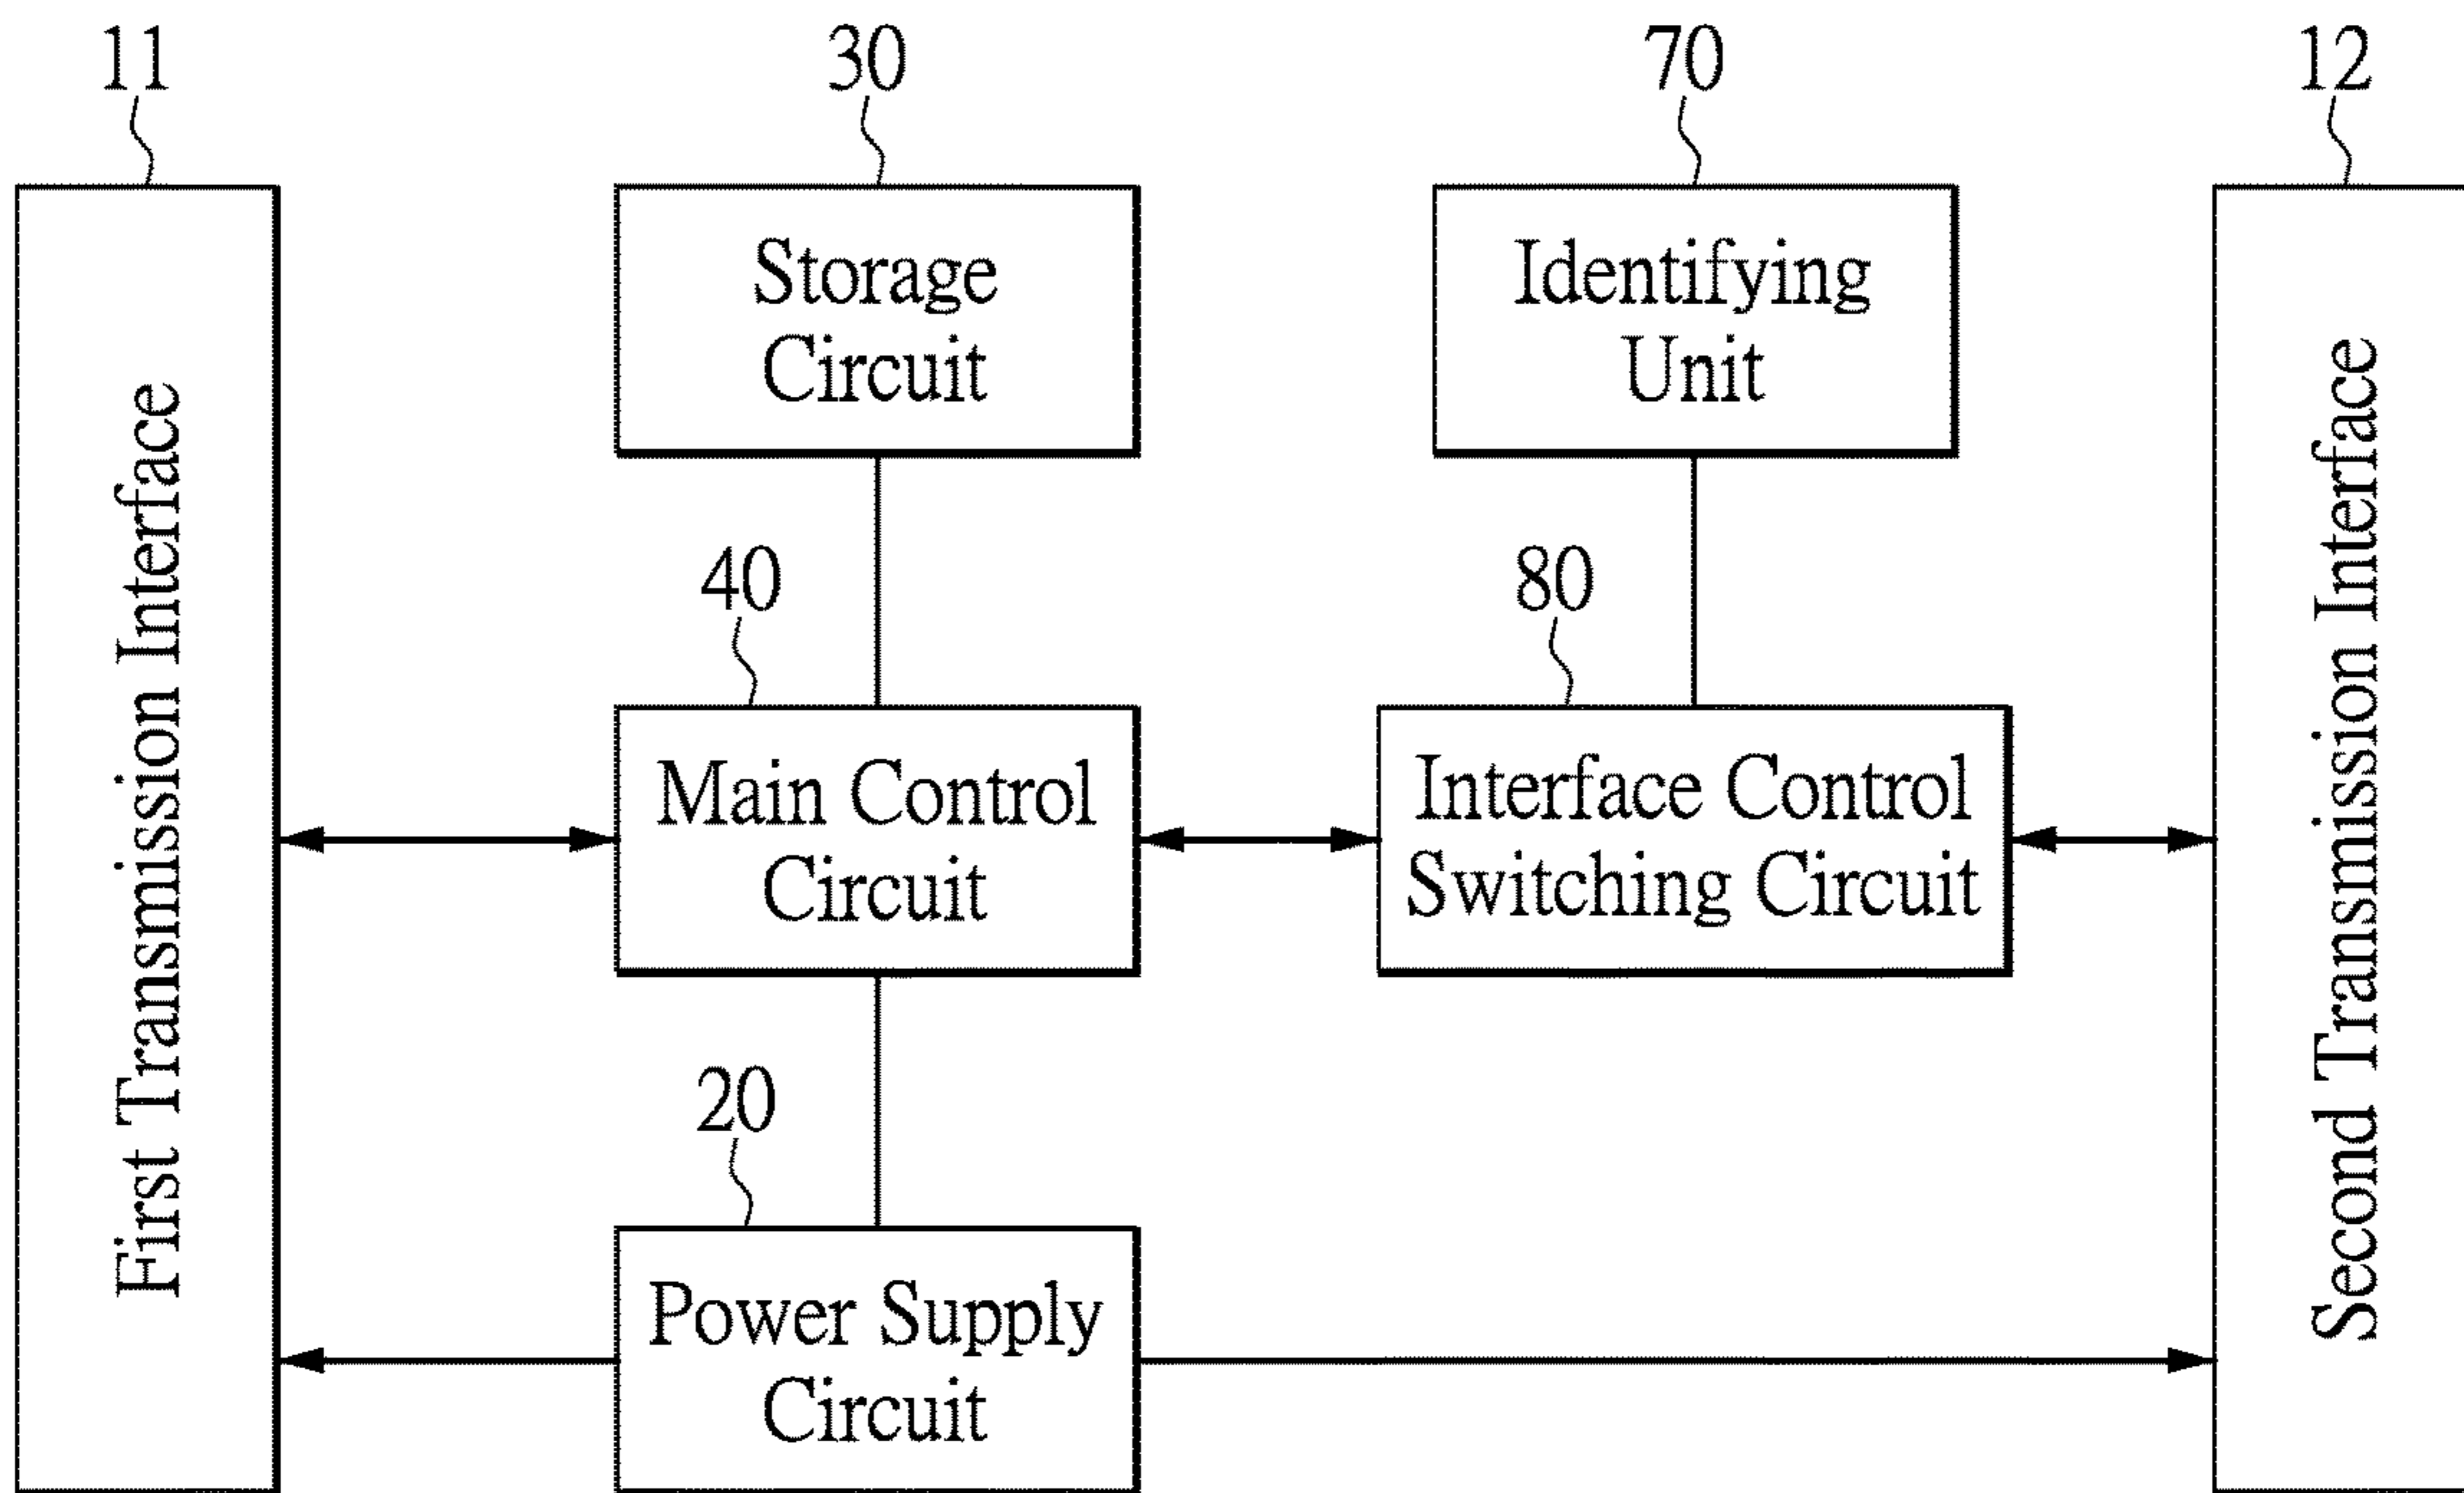 11
30
70
12
First Transmission Interface
Storage
Circuit
Identifying
Unit
Second Transmission Interface
40
80
Main Control
Circuit
Interface Control
Switching Circuit
20
Power Supply
Circuit